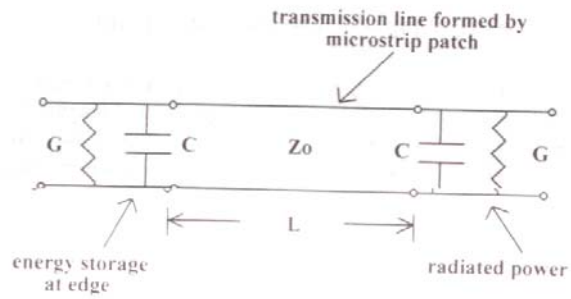 transmission line formed by
microstrip patch
G
C
Zo
C
G
L
energy storage
at edge
radiated power